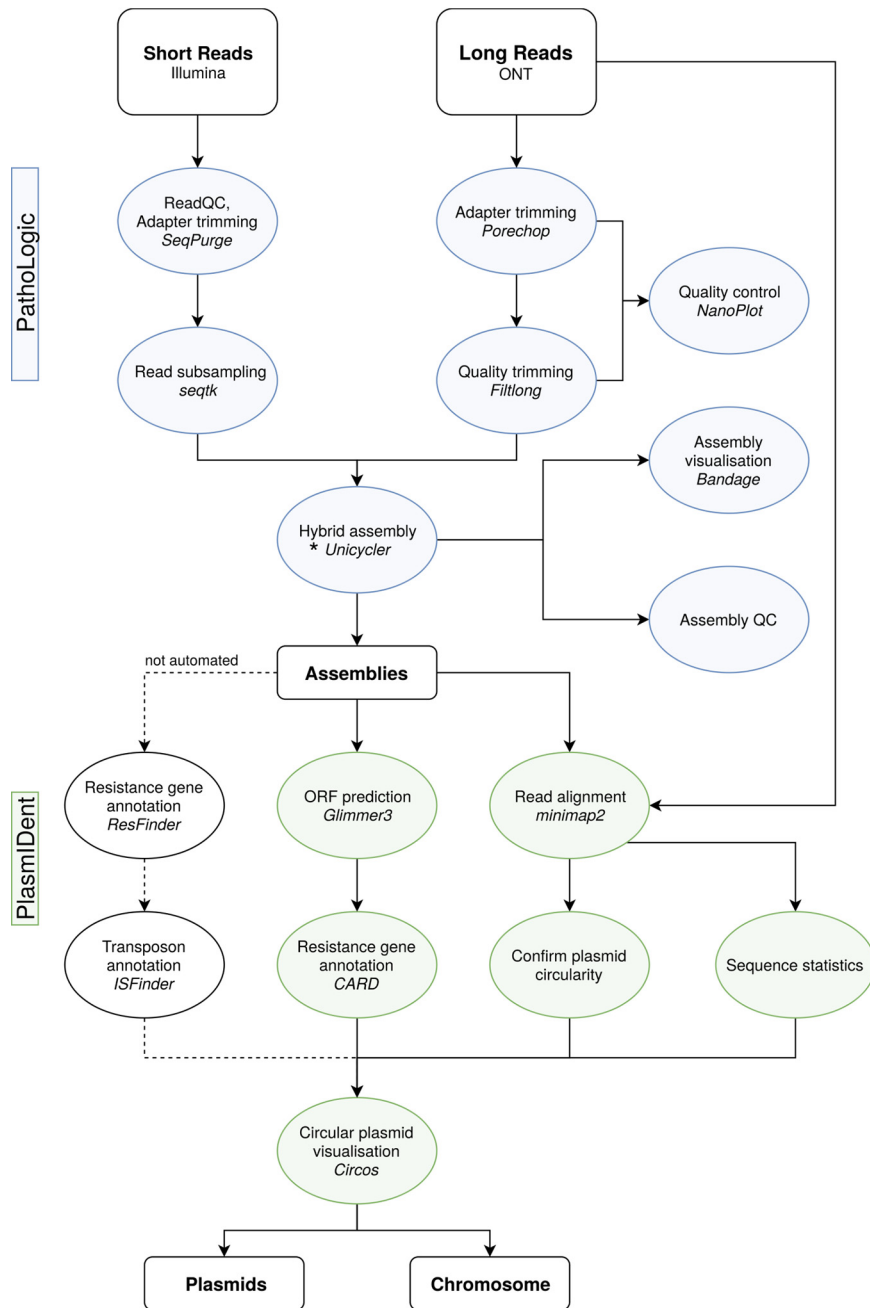 Short Reads
Illumina
Long Reads
ONT
PathoLogic
ReadQC,
Adapter trimming
SeqPurge
Adapter trimming
Porechop
Quality control
NanoPlot
Read subsampling
seqtk
Quality trimming
Filtlong
Assembly
visualisation
Bandage
Hybrid assembly
* Unicycler
Assembly QC
not automated
Assemblies
PlasmIDent
Resistance gene
annotation
ResFinder
ORF prediction
Glimmer3
Read alignment
minimap2
Transposon
annotation
ISFinder
Resistance gene
annotation
CARD
Confirm plasmid
circularity
Sequence statistics
Circular plasmid
visualisation
Circos
Plasmids
Chromosome